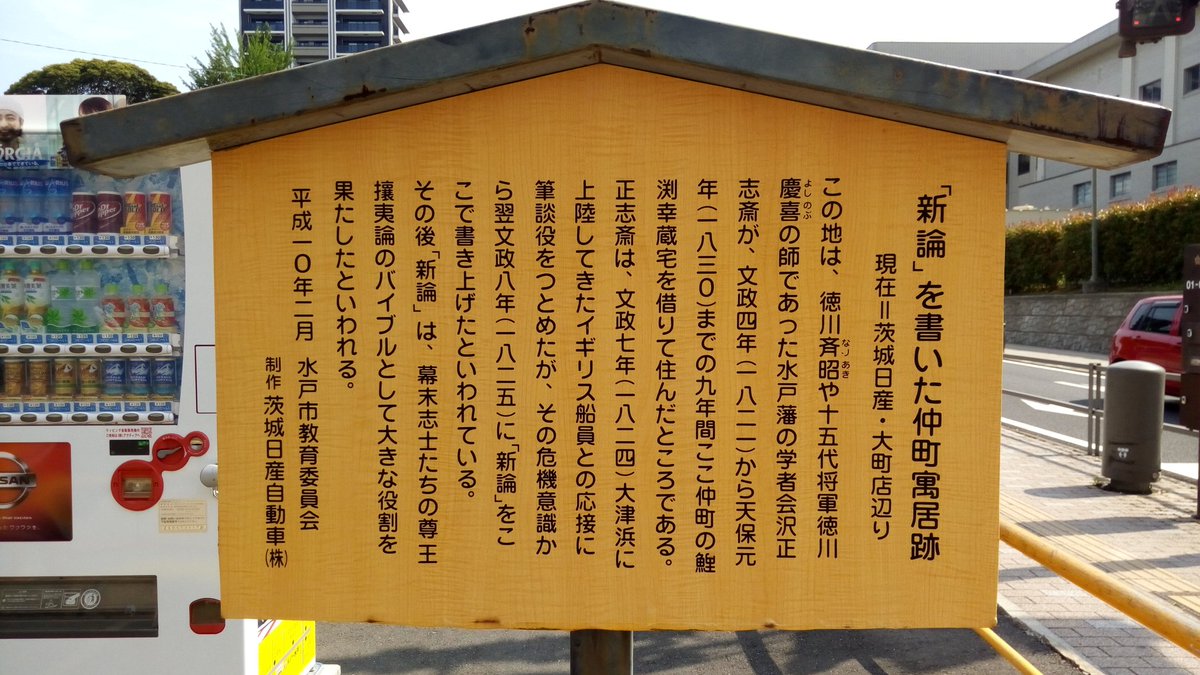 「新論」を書いた仲町寓居跡
現在＝茨城日産・大町店辺り
この地は、徳川斉昭や十五代将軍徳川
なりあき
慶喜の師であった水戸藩の学者会沢正
よしのぶ
志斎が、文政四年(一八二一)から天保元
年(一八三〇)までの九年間ここ仲町の鯉
渕幸蔵宅を借りて住んだところである。
正志斎は、文政七年(一八二四)大津浜に
上陸してきたイギリス船員との応接に
筆談役をつとめたが、その危機意識か
ら翌文政八年(一八二五)に「新論」をこ
こで書き上げたといわれている。
その後「新論」は、幕末志士たちの尊王
攘夷論のバイブルとして大きな役割を
果たしたといわれる。
平成一〇年二月 水戸市教育委員会
制作 茨城日産自動車(株)